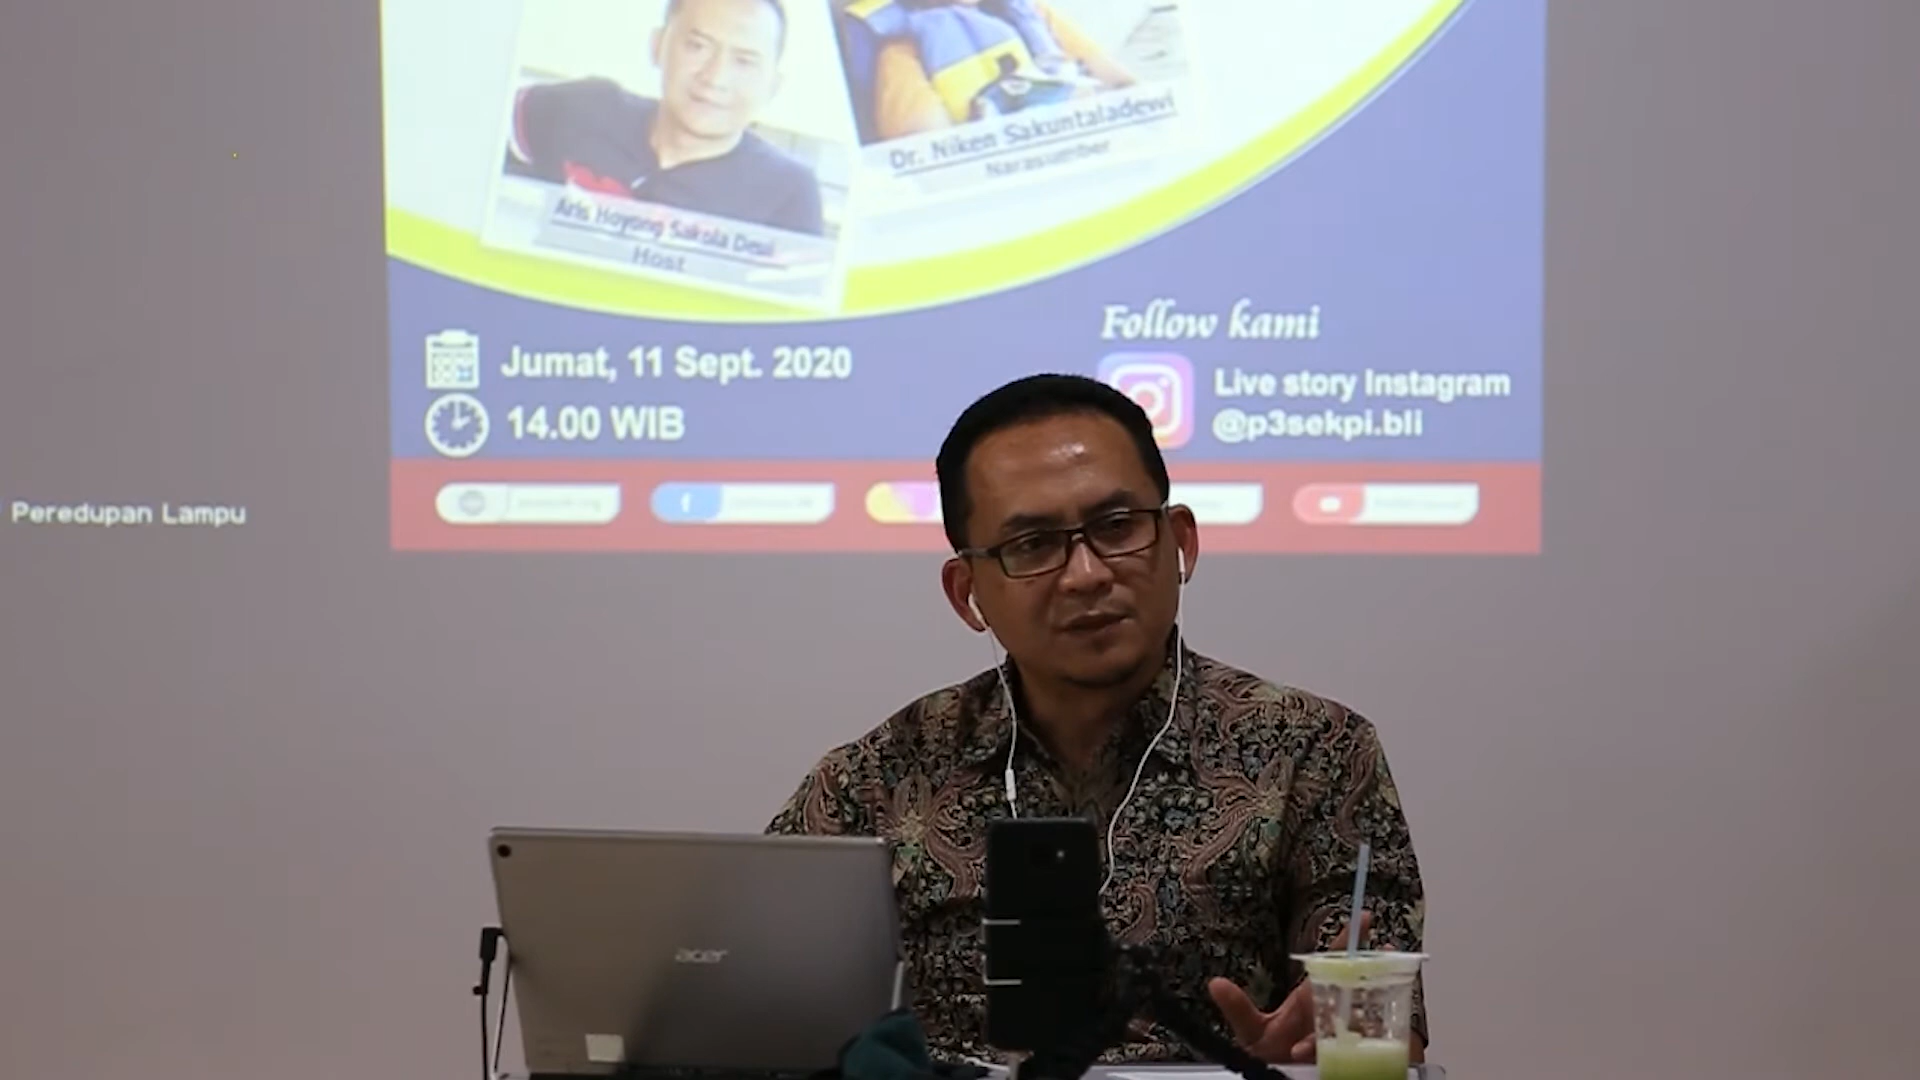 Dr. Niken Sakuntaladewi
Narasumber
Aris Hoyong Sakola Dewi
Host
Follow kami
Jumat, 11 Sept. 2020
Live story Instagram
@p3sekpi.bli
14.00 WIB
Peredupan Lampu
acer